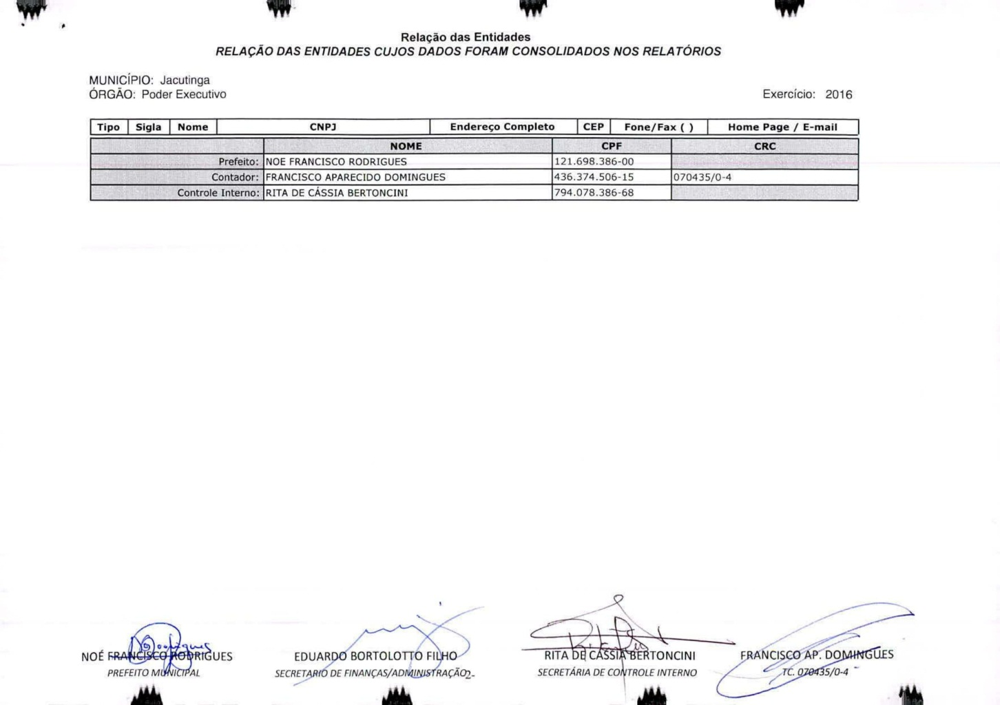 Relação das Entidades
RELAÇÃO DAS ENTIDADES CUJOS DADOS FORAM CONSOLIDADOS NOS RELATÓRIOS
MUNICÍPIO: Jacutinga
ÓRGÃO: Poder Executivo Exercício: 2016
Tipo Sigla Nome CNPJ Endereço Completo CEP Fone/Fax ( ) Home Page / E-mail
NOME CPF CRC
Prefeito: NOE FRANCISCO RODRIGUES 121.698.386-00
Contador: FRANCISCO APARECIDO DOMINGUES 436.374.506-15 070435/0-4
Controle Interno: RITA DE CÁSSIA BERTONCINI 794.078.386-68
NOÉ FRANCISCO RODRIGUES EDUARDO BORTOLOTTO FILHO RITA DE CÁSSIA BERTONCINI FRANCISCO AP. DOMINGUES
PREFEITO MUNICIPAL SECRETARIO DE FINANÇAS/ADMINISTRAÇÃO2- SECRETÁRIA DE CONTROLE INTERNO TC. 070435/0-4